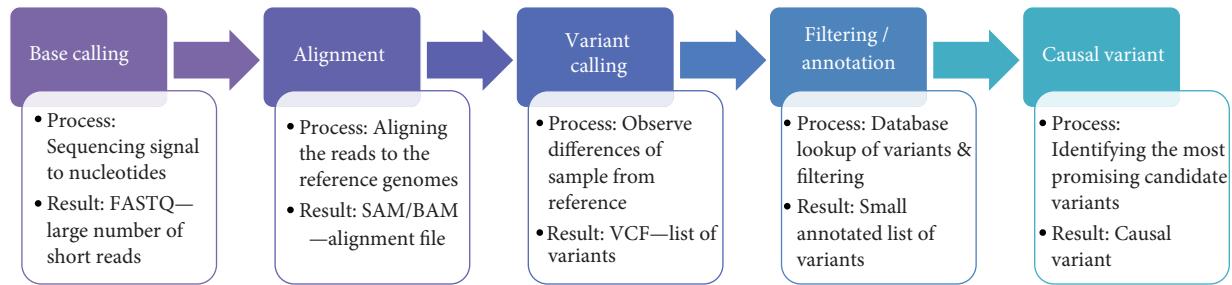 Base calling
• Process:
Sequencing signal
to nucleotides
• Result: FASTQ—
large number of
short reads
Alignment
• Process: Aligning
the reads to the
reference genomes
• Result: SAM/BAM
—alignment file
Variant
calling
• Process: Observe
differences of
sample from
reference
• Result: VCF—list of
variants
Filtering /
annotation
• Process: Database
lookup of variants &
filtering
• Result: Small
annotated list of
variants
Causal variant
• Process:
Identifying the most
promising candidate
variants
• Result: Causal
variant